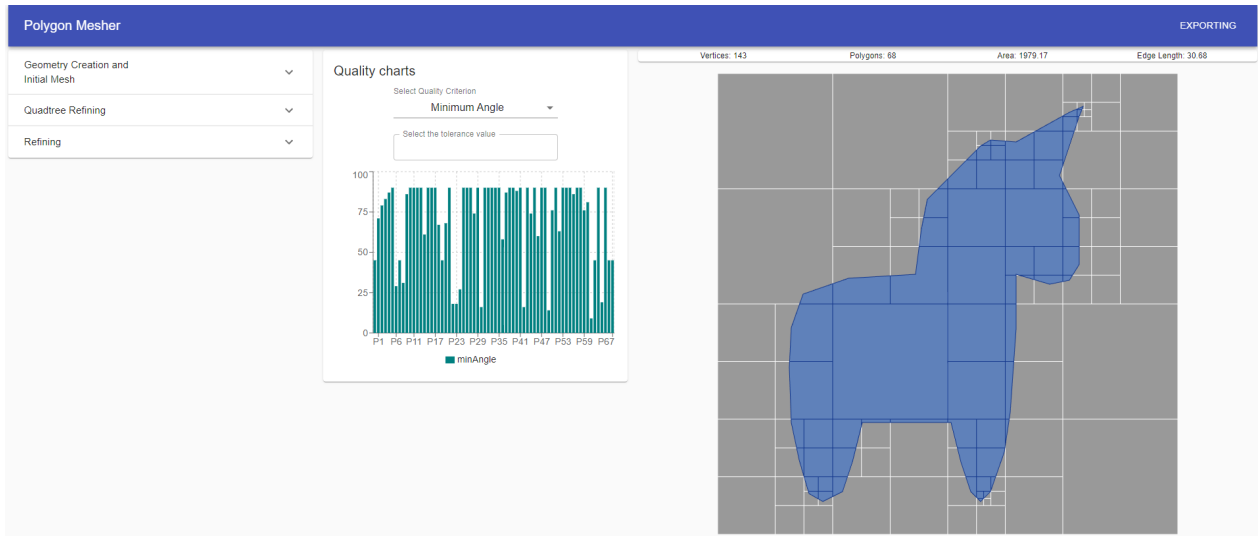 Polygon Mesher
EXPORTING
Geometry Creation and
Initial Mesh
Quadtree Refining
Refining
Quality charts
Select Quality Criterion
Minimum Angle
Select the tolerance value
100
75
50
25
0
P1 P6 P11 P17 P23 P29 P35 P41 P47 P53 P59 P67
minAngle
Vertices: 143 Polygons: 68 Area: 1979.17 Edge Length: 30.68